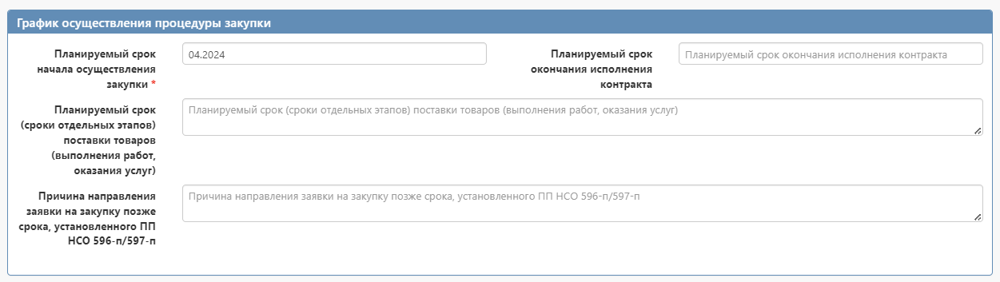 График осуществления процедуры закупки
Планируемый срок
начала осуществления
закупки *
04.2024
Планируемый срок
окончания исполнения
контракта
Планируемый срок окончания исполнения контракта
Планируемый срок
(сроки отдельных этапов)
поставки товаров
(выполнения работ,
оказания услуг)
Планируемый срок (сроки отдельных этапов) поставки товаров (выполнения работ, оказания услуг)
Причина направления
заявки на закупку позже
срока, установленного ПП
НСО 596-п/597-п
Причина направления заявки на закупку позже срока, установленного ПП НСО 596-п/597-п